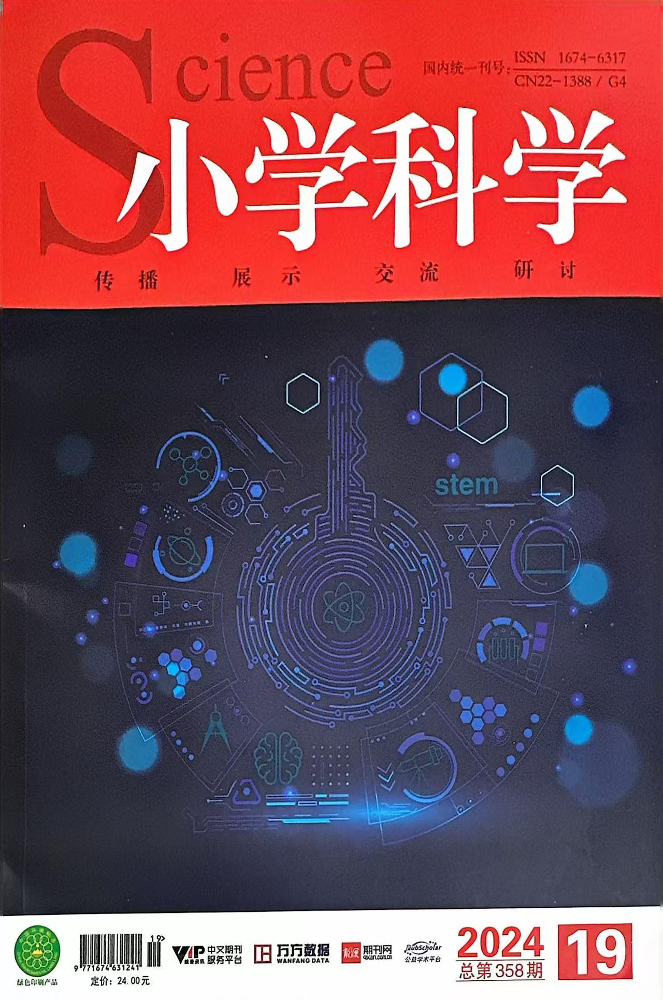 Science
国内统一刊号:
ISSN 1674-6317
CN22-1388 / G4
小学科学
传播 展示 交流 研讨
stem
绿色印刷产品
19>
9 771674 631241
定价: 24.00元
VIP 中文期刊
维普资讯 服务平台
万方数据
WANFANG DATA
龙源 期刊网
qikan.com.cn
PubScholar
公益学术平台
2024
总第358期
19